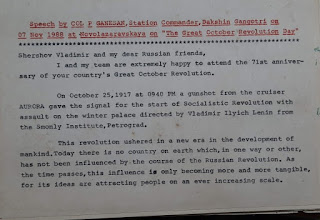 Speech by COL P GANESAN,Station Commander,Dakshin Gangotri on
07 Nov 1988 at Novolazaravskava on "The Great October Revolution Day"
*********************************************************************
Shershov Vladimir and my dear Russian friends,
I and my team are extremely happy to attend the 71st anniver-
sary of your country's Great October Revolution.
On October 25,1917 at 0940 PM a gunshot from the cruiser
AURORA gave the signal for the start of Socialistic Revolution with
assault on the winter palace directed by Vladimir Ilyich Lenin from
the Smonly Institute,Petrograd.
This revolution ushered in a new era in the development of
mankind.Today there is no country on earth which,in one way or other,
has not been influenced by the course of the Russian Revolution. As
the time passes,this influence is only becoming more and more tangible,
for its ideas are attracting people on an ever increasing scale.